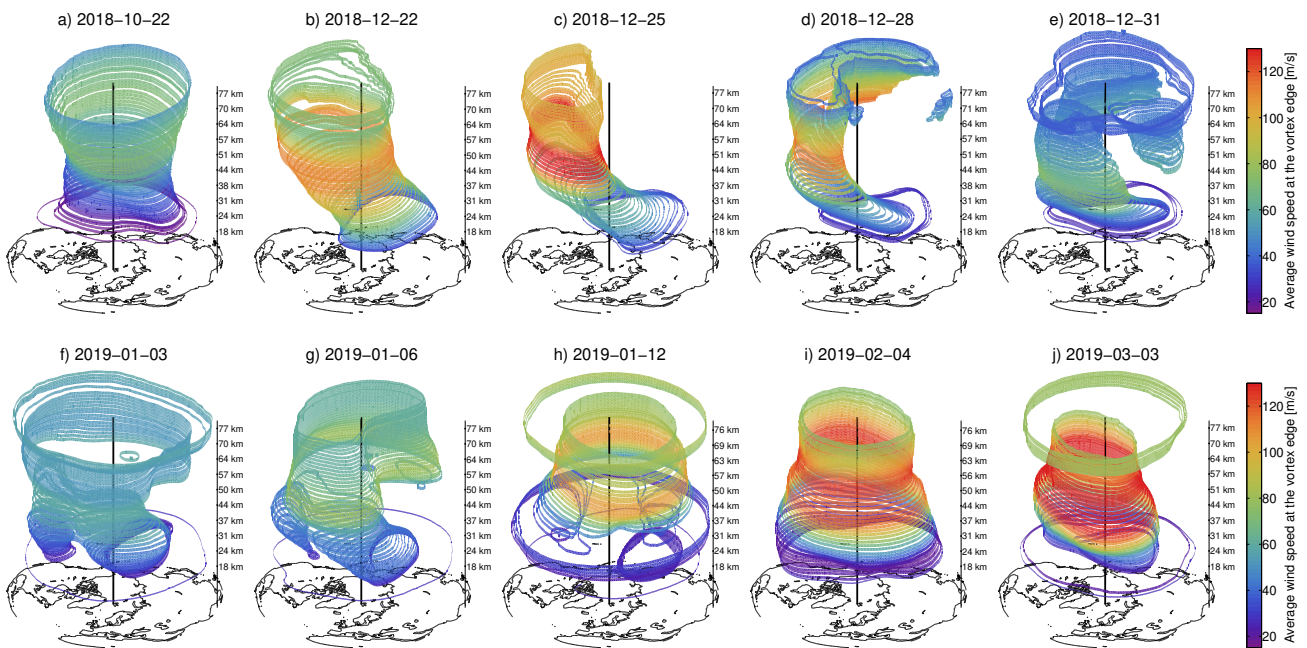 a) 2018−10−22
b) 2018−12−22
c) 2018−12−25
d) 2018−12−28
e) 2018−12−31
77 km
70 km
64 km
57 km
51 km
44 km
38 km
31 km
24 km
18 km
77 km
71 km
64 km
57 km
51 km
44 km
37 km
31 km
24 km
18 km
77 km
70 km
64 km
57 km
51 km
44 km
38 km
31 km
24 km
18 km
77 km
71 km
64 km
57 km
51 km
44 km
38 km
31 km
24 km
18 km
77 km
71 km
64 km
57 km
51 km
44 km
38 km
31 km
24 km
18 km
120
100
80
60
40
20
Average wind speed at the vortex edge [m/s]
f) 2019−01−03
g) 2019−01−06
h) 2019−01−12
i) 2019−02−04
j) 2019−03−03
77 km
70 km
64 km
57 km
50 km
44 km
37 km
31 km
24 km
18 km
77 km
70 km
64 km
57 km
50 km
44 km
37 km
31 km
24 km
18 km
76 km
69 km
63 km
56 km
50 km
43 km
37 km
31 km
24 km
18 km
76 km
69 km
63 km
56 km
50 km
44 km
37 km
31 km
24 km
18 km
77 km
70 km
64 km
57 km
51 km
44 km
37 km
31 km
24 km
18 km
120
100
80
60
40
20
Average wind speed at the vortex edge [m/s]